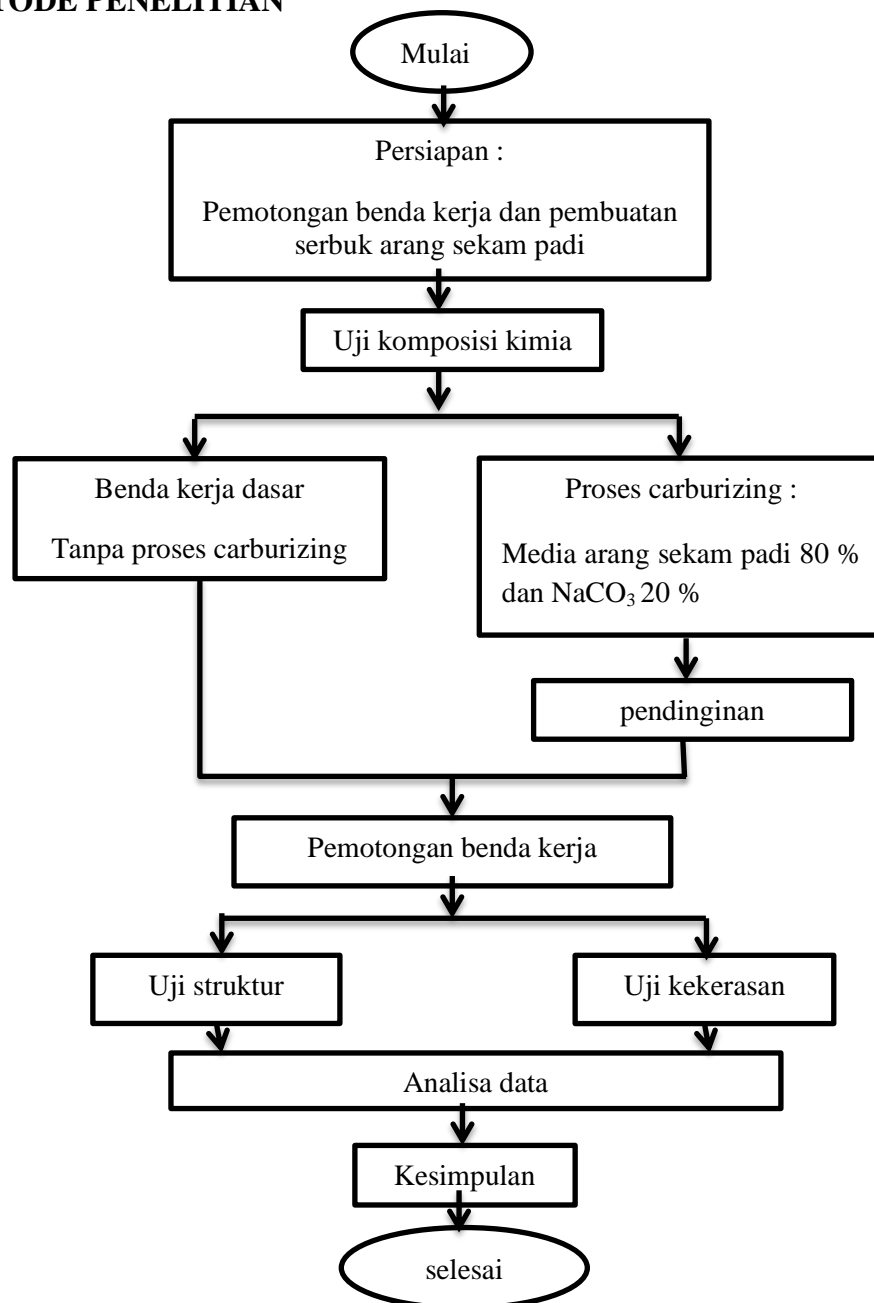 TODE PENELITIAN
Mulai
Persiapan :
Pemotongan benda kerja dan pembuatan
serbuk arang sekam padi
Uji komposisi kimia
Benda kerja dasar
Tanpa proses carburizing
Proses carburizing :
Media arang sekam padi 80 %
dan NaCO₃ 20 %
pendinginan
Pemotongan benda kerja
Uji struktur
Uji kekerasan
Analisa data
Kesimpulan
selesai